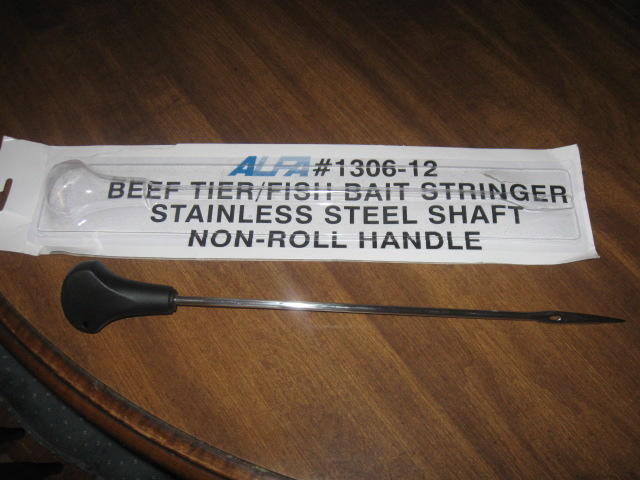 ALFA #1306-12
BEEF TIER/FISH BAIT STRINGER
STAINLESS STEEL SHAFT
NON-ROLL HANDLE